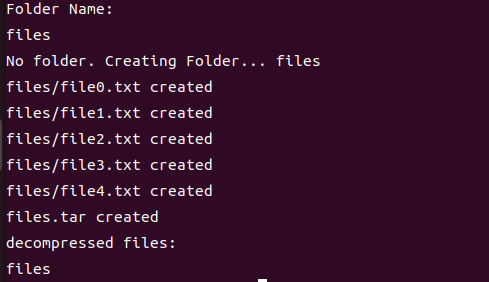 Folder Name:
files
No folder. Creating Folder... files
files/file0.txt created
files/file1.txt created
files/file2.txt created
files/file3.txt created
files/file4.txt created
files.tar created
decompressed files:
files